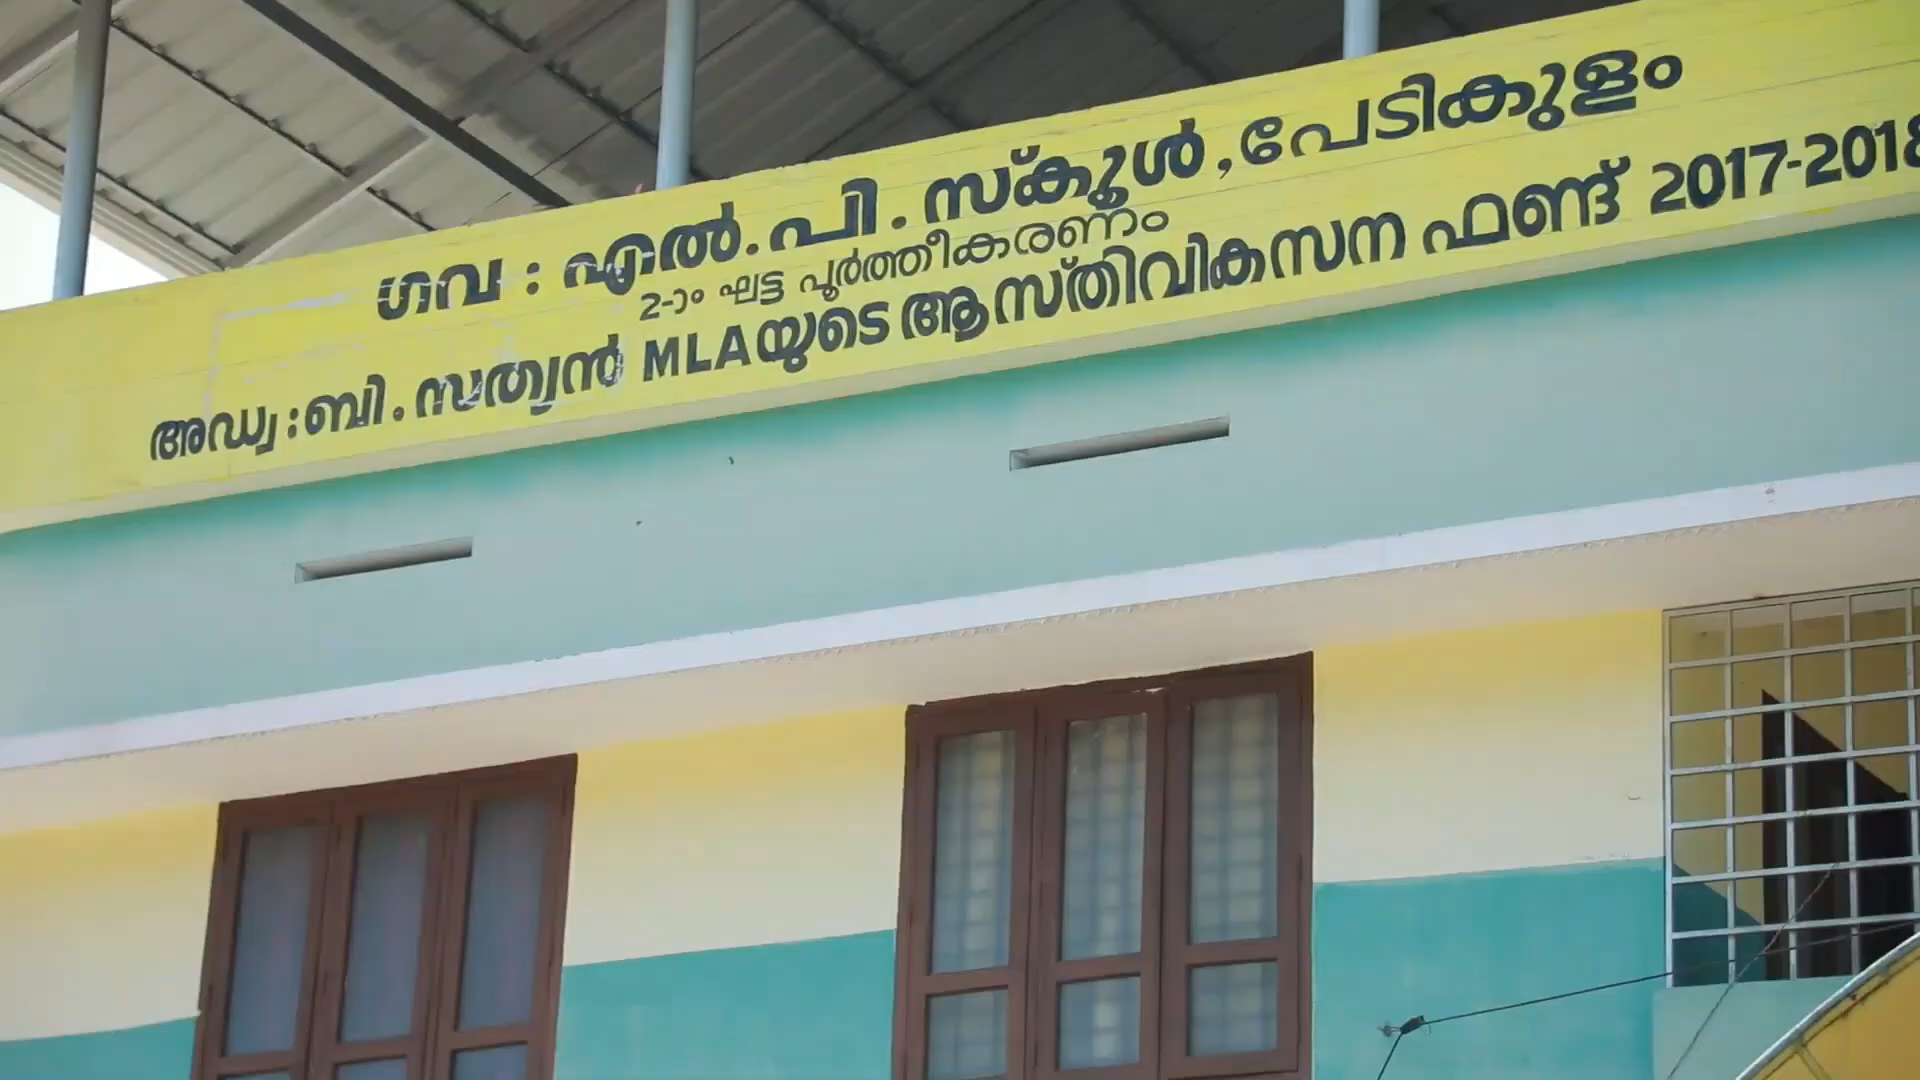 ഗവ : എൽ.പി. സ്കൂൾ, പേടികുളം
2-ാം ഘട്ട പൂർത്തീകരണം
അഡ്വ : ബി. സത്യൻ MLAയുടെ ആസ്തിവികസന ഫണ്ട് 2017-2018